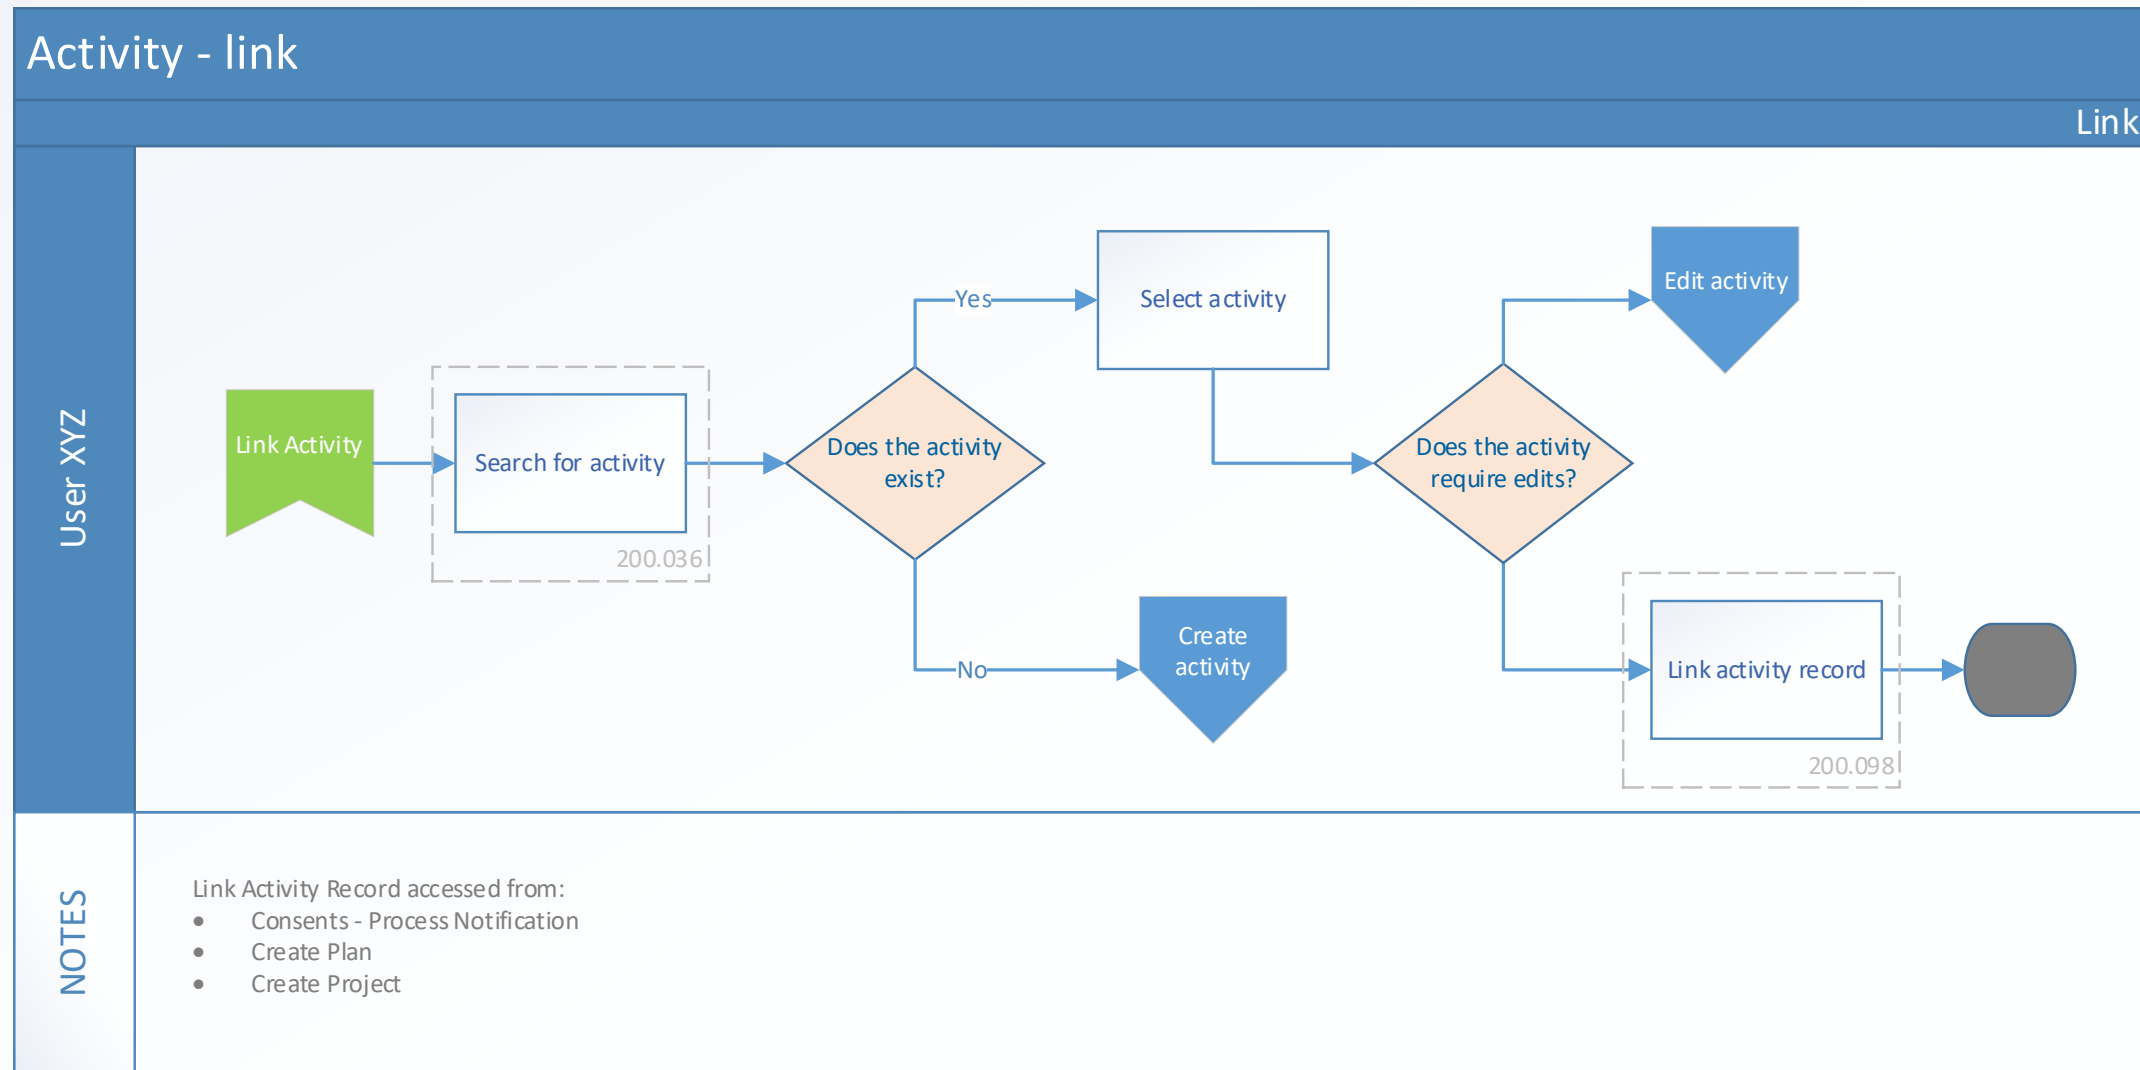 Activity - link
Link
User XYZ
Link Activity
Search for activity
200.036
Does the activity
exist?
Yes
No
Select activity
Create
activity
Does the activity
require edits?
Edit activity
Link activity record
200.098
NOTES
Link Activity Record accessed from:
• Consents - Process Notification
• Create Plan
• Create Project